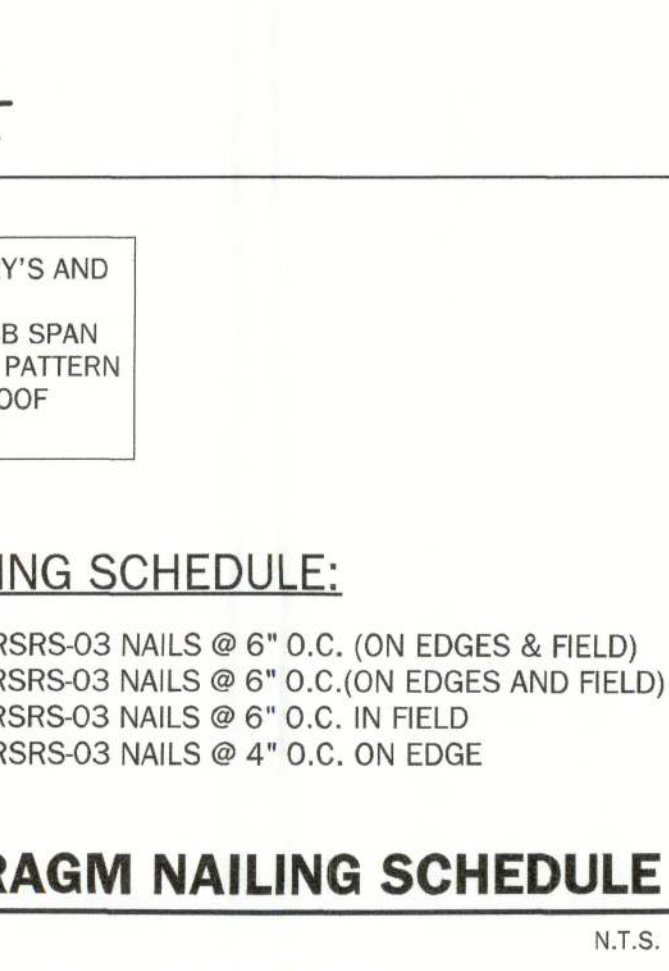 Y'S AND
B SPAN
PATTERN
OOF
ING SCHEDULE:
RSRS-03 NAILS @ 6" O.C. (ON EDGES & FIELD)
RSRS-03 NAILS @ 6" O.C.(ON EDGES AND FIELD)
RSRS-03 NAILS @ 6" O.C. IN FIELD
RSRS-03 NAILS @ 4" O.C. ON EDGE
RAGM NAILING SCHEDULE
N.T.S.